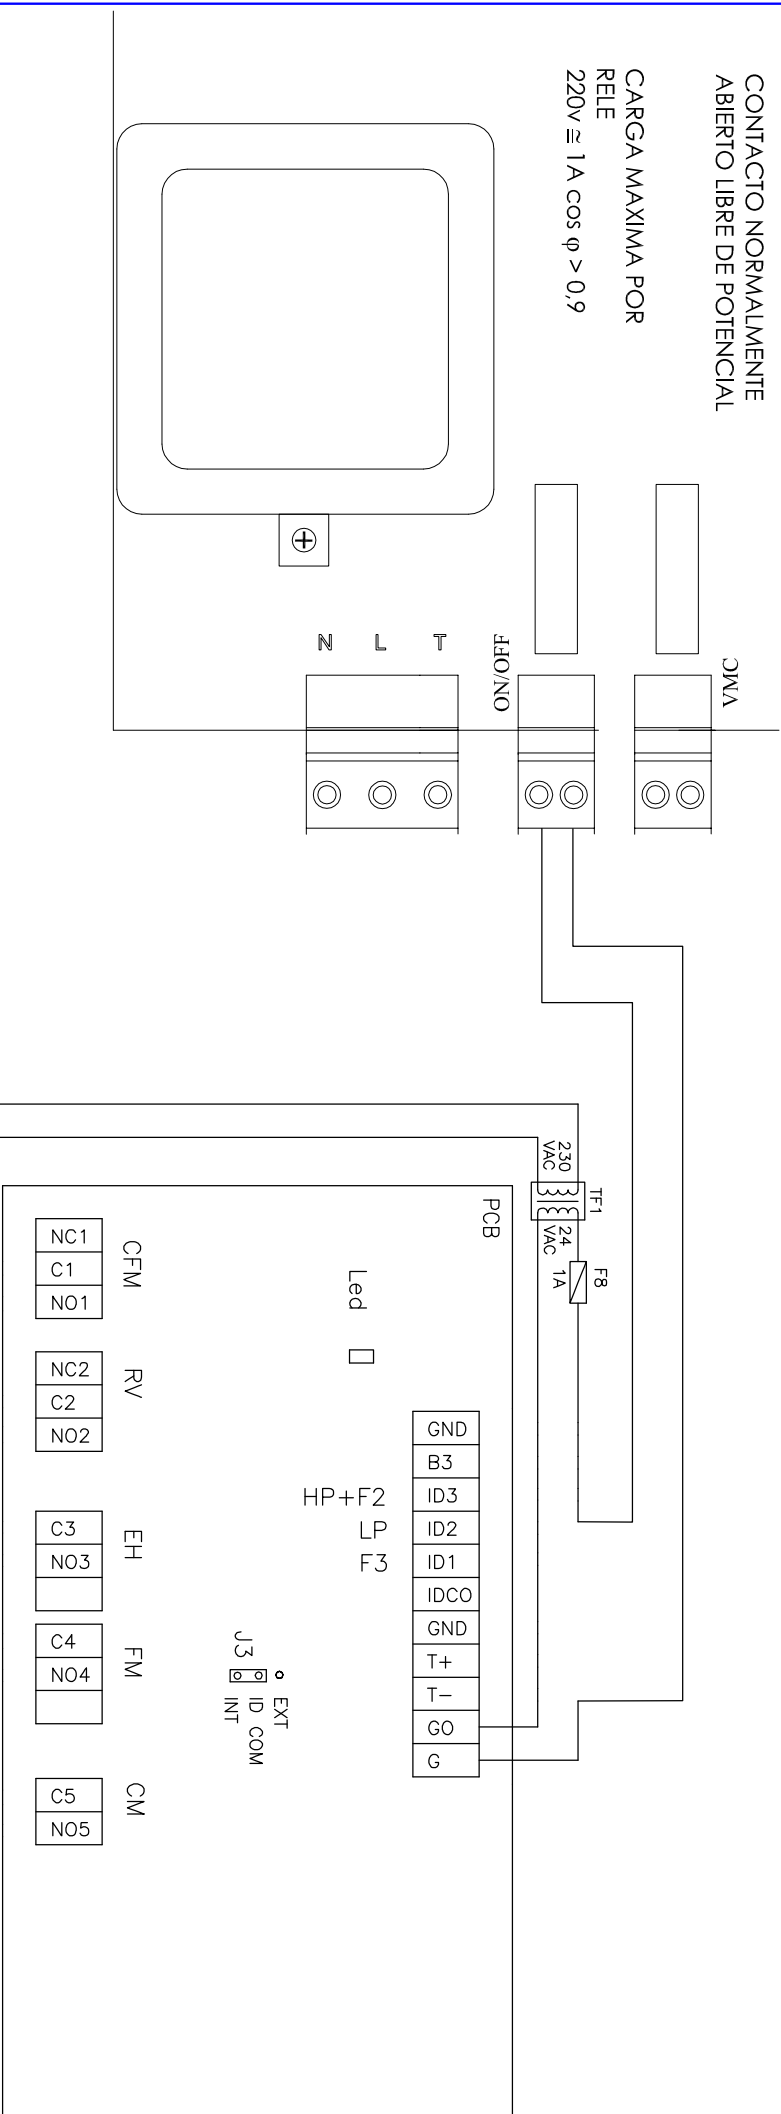 CONTACTO NORMALMENTE
ABIERTO LIBRE DE POTENCIAL
CARGA MAXIMA POR
RELE
220v ≅ 1A cos φ > 0,9
VMC
ON/OFF
N L T
230
VAC
TF1
24
VAC
F8
1A
PCB
Led
CFM
NC1
C1
NO1
RV
NC2
C2
NO2
EH
C3
NO3
FM
C4
NO4
CM
C5
NO5
GND
B3
HP+F2 ID3
LP ID2
F3 ID1
IDCO
GND
T+
T-
GO
G
J3
EXT
ID COM
INT